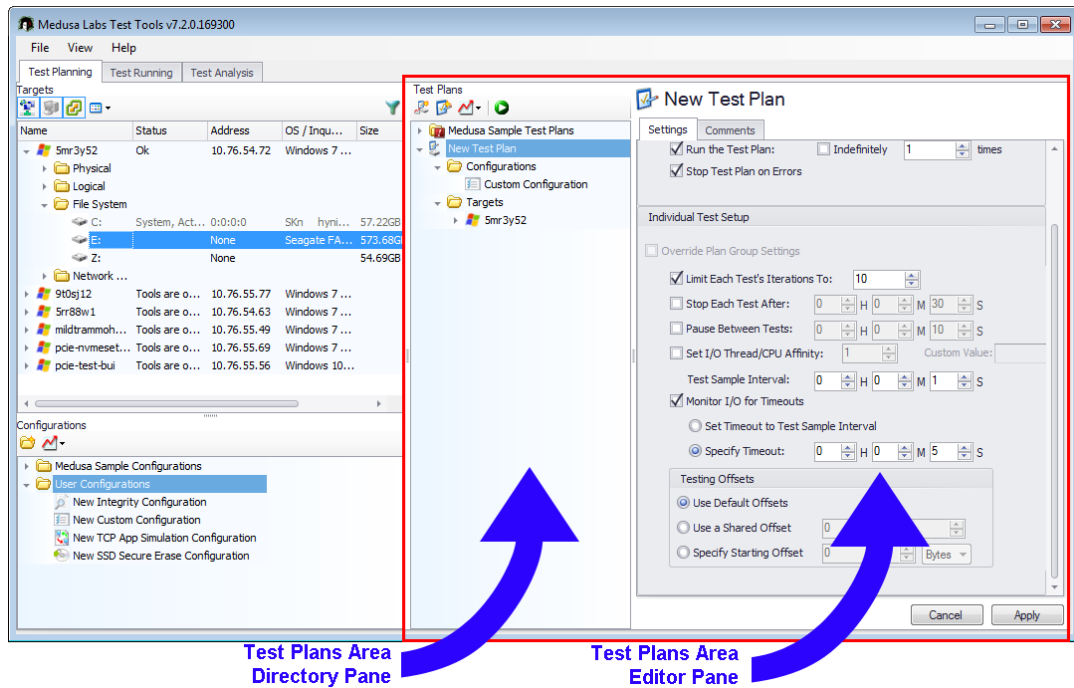 Medusa Labs Test Tools v7.2.0.169300
File View Help
Test Planning Test Running Test Analysis
Targets
Name Status Address OS / Inqu... Size
5mr3y52 Ok 10.76.54.72 Windows 7 ...
Physical
Logical
File System
C: System, Act... 0:0:0:0 SKn hyni... 57.22GB
E: None Seagate FA... 573.68G
Z: None 54.69GB
Network ...
9t0sj12 Tools are o... 10.76.55.77 Windows 7 ...
5rr88w1 Tools are o... 10.76.54.63 Windows 7 ...
mildtrammoh... Tools are o... 10.76.55.49 Windows 7 ...
pcie-nvmeset... Tools are o... 10.76.55.69 Windows 7 ...
pcie-test-bui Tools are o... 10.76.55.56 Windows 10...
Configurations
Medusa Sample Configurations
User Configurations
New Integrity Configuration
New Custom Configuration
New TCP App Simulation Configuration
New SSD Secure Erase Configuration
Test Plans
Medusa Sample Test Plans
New Test Plan
Configurations
Custom Configuration
Targets
5mr3y52
New Test Plan
Settings Comments
Run the Test Plan: Indefinitely 1 times
Stop Test Plan on Errors
Individual Test Setup
Override Plan Group Settings
Limit Each Test's Iterations To: 10
Stop Each Test After: 0 H 0 M 30 S
Pause Between Tests: 0 H 0 M 10 S
Set I/O Thread/CPU Affinity: 1 Custom Value:
Test Sample Interval: 0 H 0 M 1 S
Monitor I/O for Timeouts
Set Timeout to Test Sample Interval
Specify Timeout: 0 H 0 M 5 S
Testing Offsets
Use Default Offsets
Use a Shared Offset 0
Specify Starting Offset 0 Bytes
Cancel Apply
Test Plans Area
Directory Pane
Test Plans Area
Editor Pane